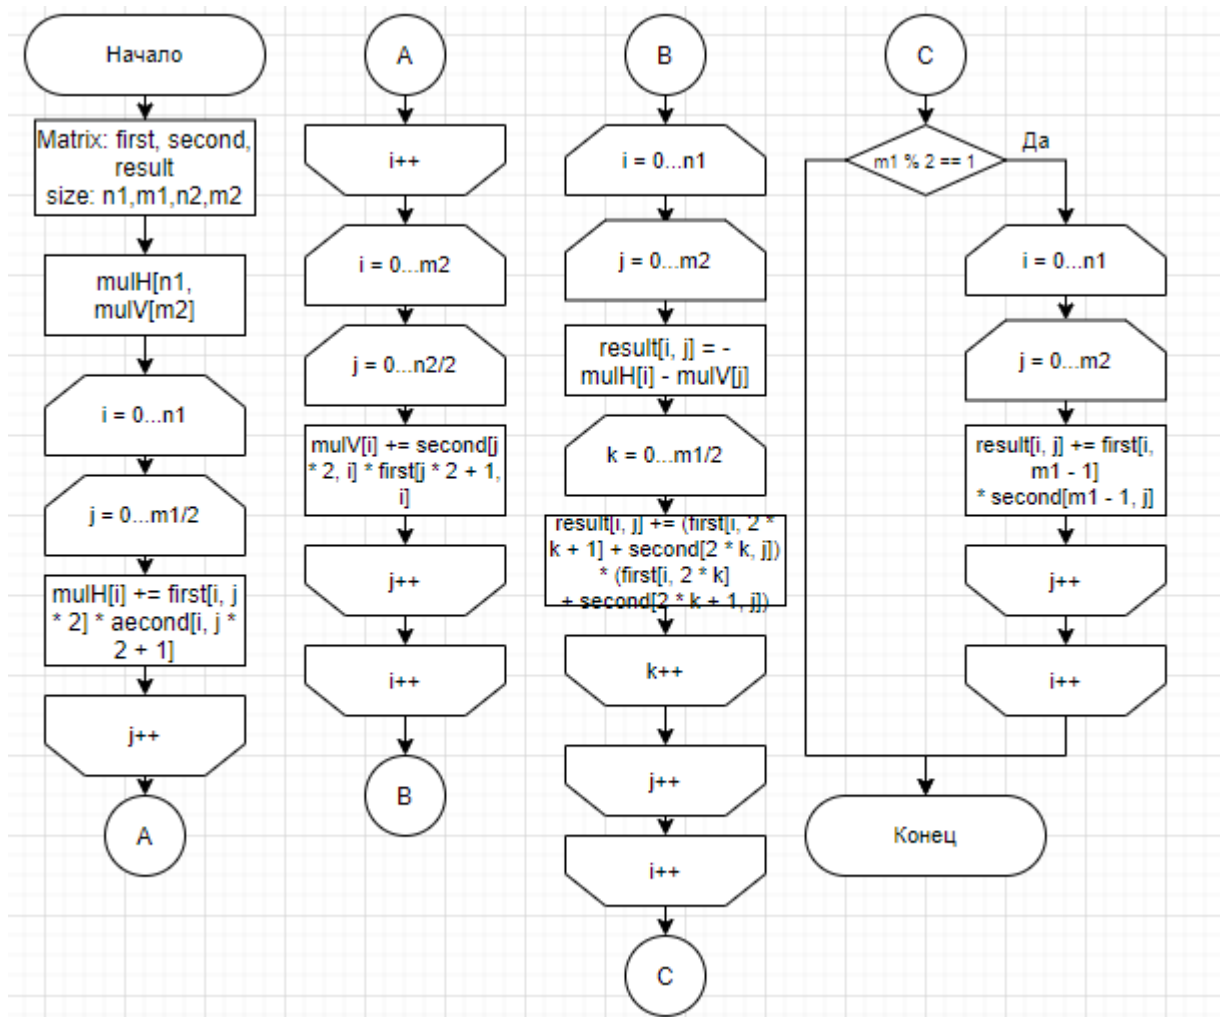 Начало
Matrix: first, second,
result
size: n1,m1,n2,m2
mulH[n1,
mulV[m2]
i = 0...n1
j = 0...m1/2
mulH[i] += first[i, j
* 2] * aecond[i, j *
2 + 1]
j++
A
A
i++
i = 0...m2
j = 0...n2/2
mulV[i] += second[j
* 2, i] * first[j * 2 + 1,
i]
j++
i++
B
B
i = 0...n1
j = 0...m2
result[i, j] = -
mulH[i] - mulV[j]
k = 0...m1/2
result[i, j] += (first[i, 2 *
k + 1] + second[2 * k, j])
* (first[i, 2 * k]
+ second[2 * k + 1, j])
k++
j++
i++
C
C
m1 % 2 == 1
Да
i = 0...n1
j = 0...m2
result[i, j] += first[i,
m1 - 1]
* second[m1 - 1, j]
j++
i++
Конец